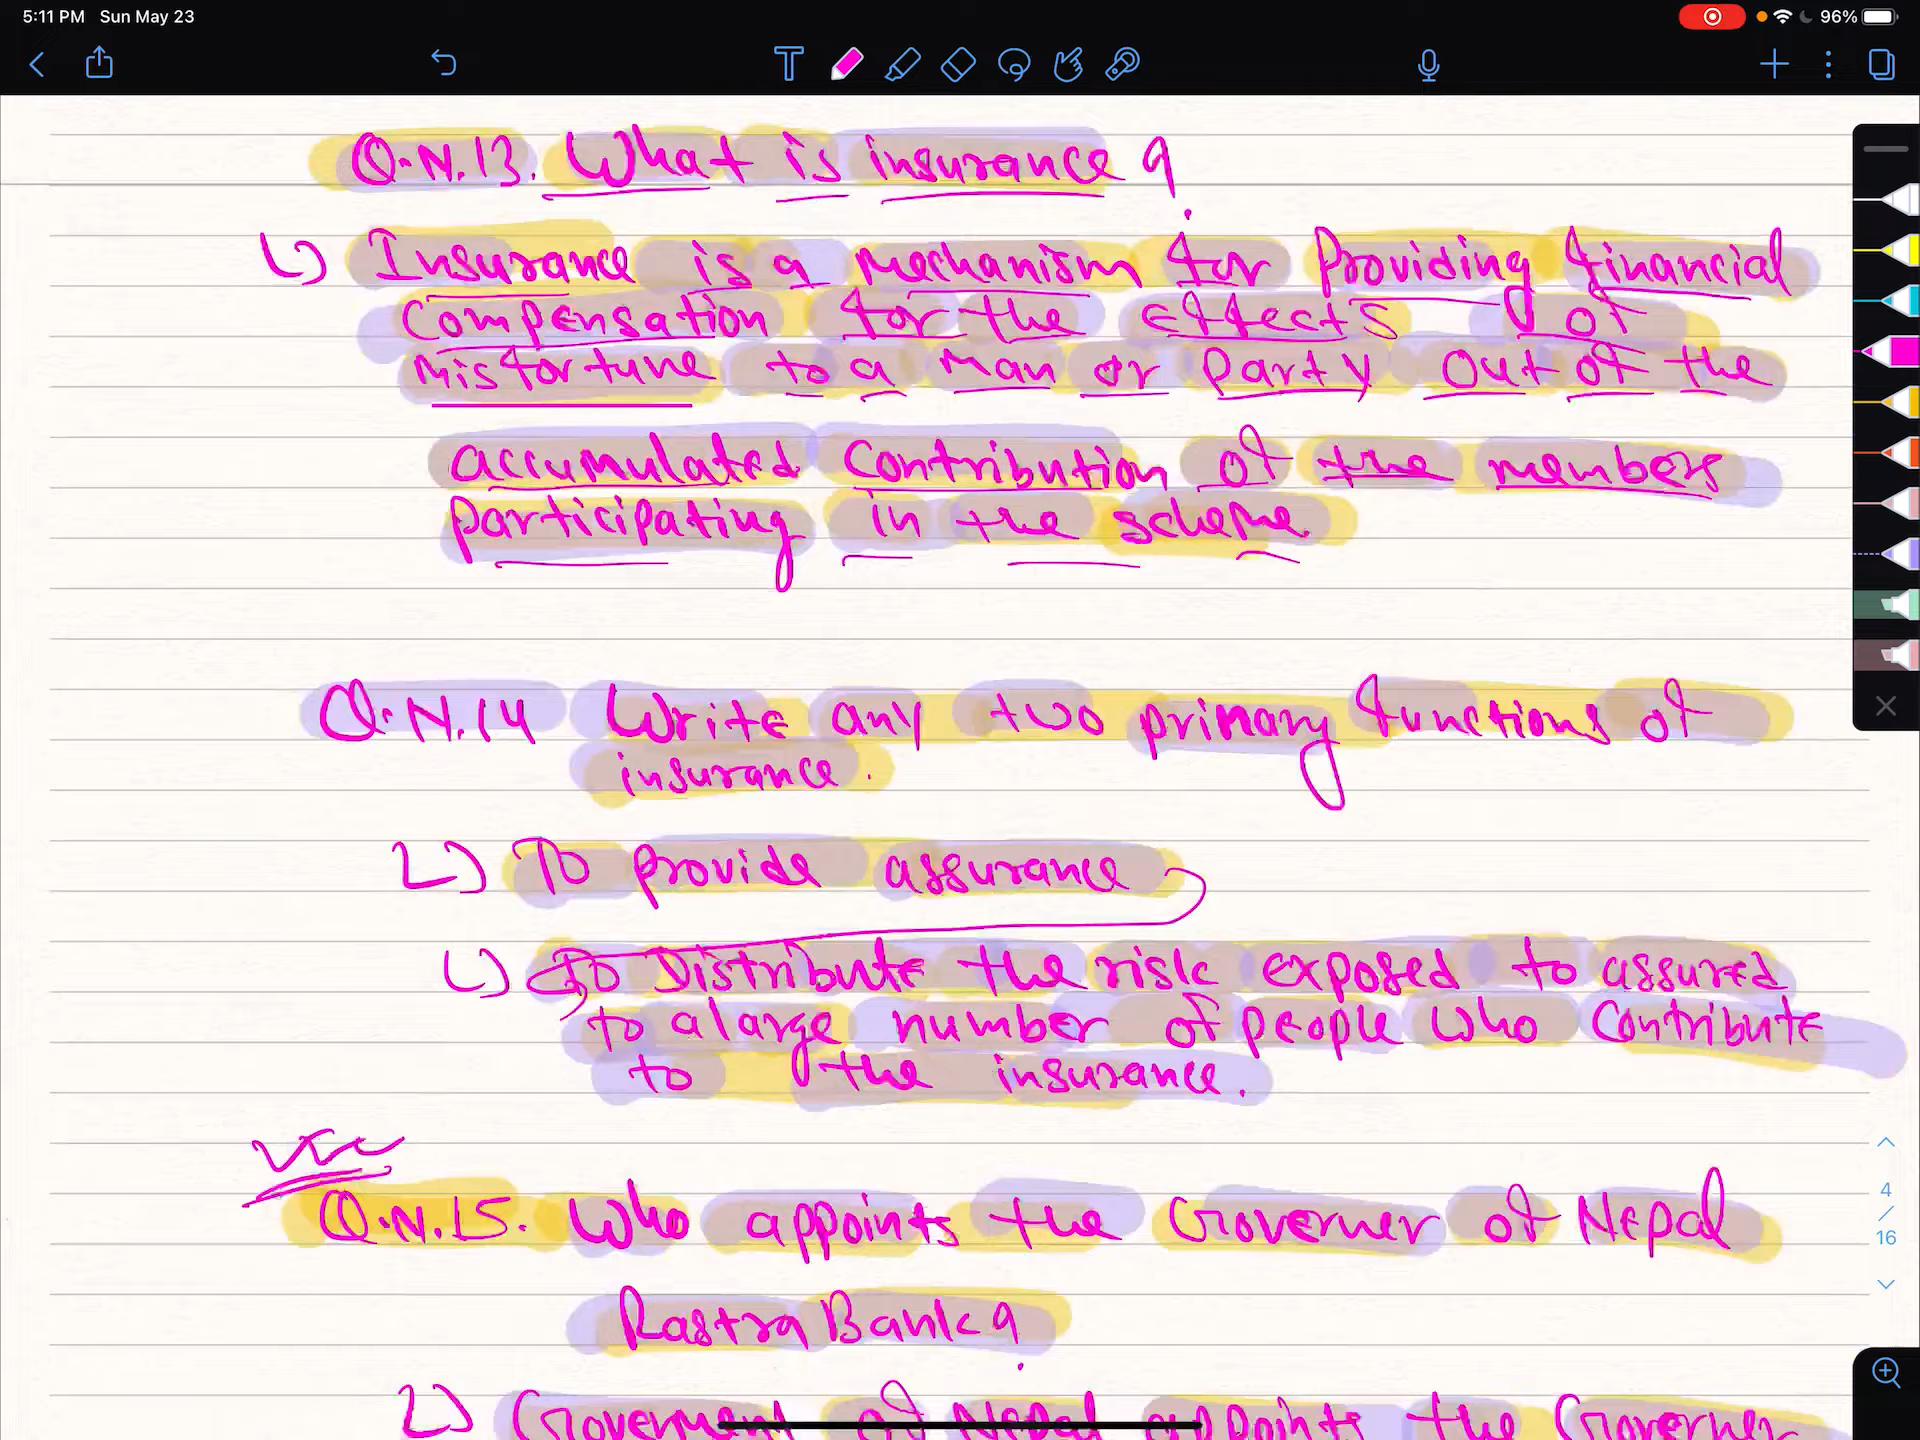 5:11 PM Sun May 23
96%
Q.N.13. What is insurance ?
Insurance is a mechanism for Providing financial
Compensation for the effects of
misfortune to a man or Party out of the
accumulated Contribution of the members
Participating in the scheme.
Q.N.14 Write any two primary functions of
insurance.
To provide assurance
To Distribute the risk exposed to assured
to a large number of people who Contribute
to the insurance.
Q.N.15. Who appoints the Governer of Nepal
Rastra Bank ?
Government of Nepal appoints the Governer
4
/
16